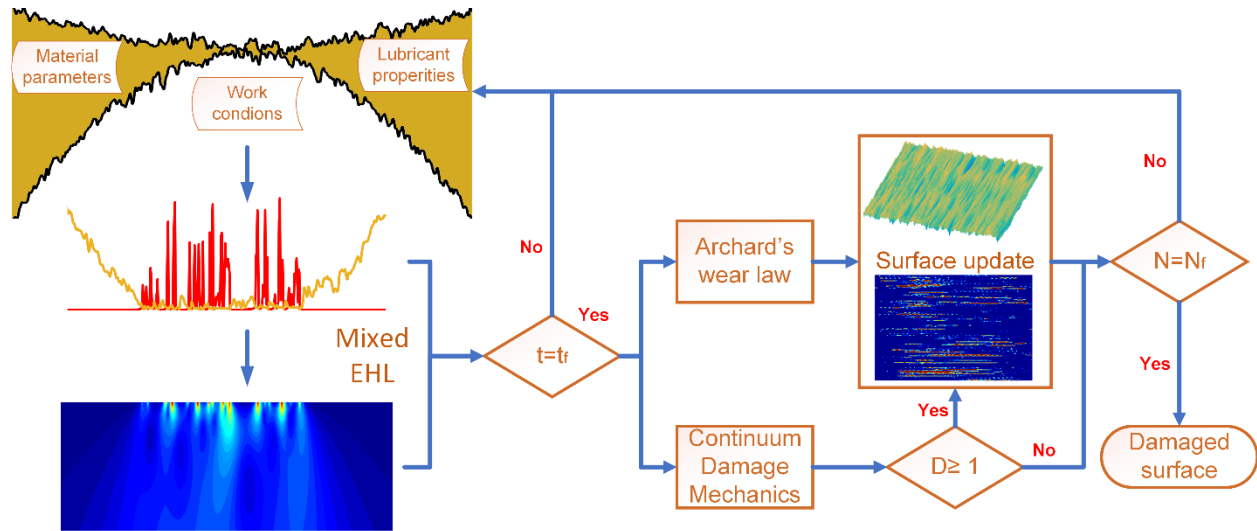 Material
parameters
Lubricant
properities
Work
condions
Mixed
EHL
No
t=tf
Yes
Archard's
wear law
Continuum
Damage
Mechanics
Surface update
Yes
D≥ 1
No
No
N=Nf
Yes
Damaged
surface